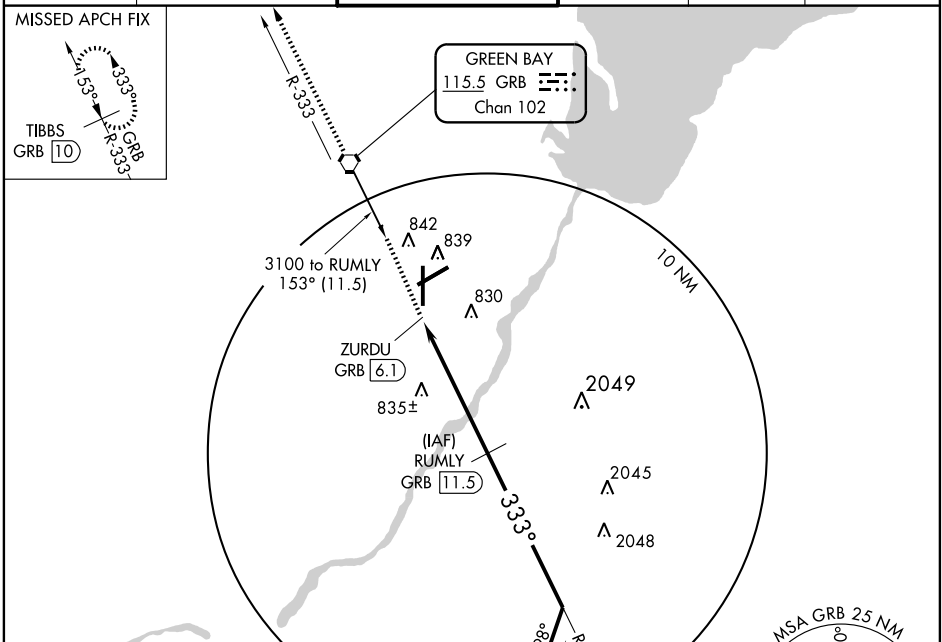 MISSED APCH FIX
153°
333°
TIBBS
GRB 10
GRB
R-333
R-333
GREEN BAY
115.5 GRB
Chan 102
842
839
3100 to RUMLY
153° (11.5)
10 NM
830
ZURDU
GRB 6.1
835±
2049
(IAF)
RUMLY
GRB 11.5
2045
333°
2048
MSA GRB 25 NM